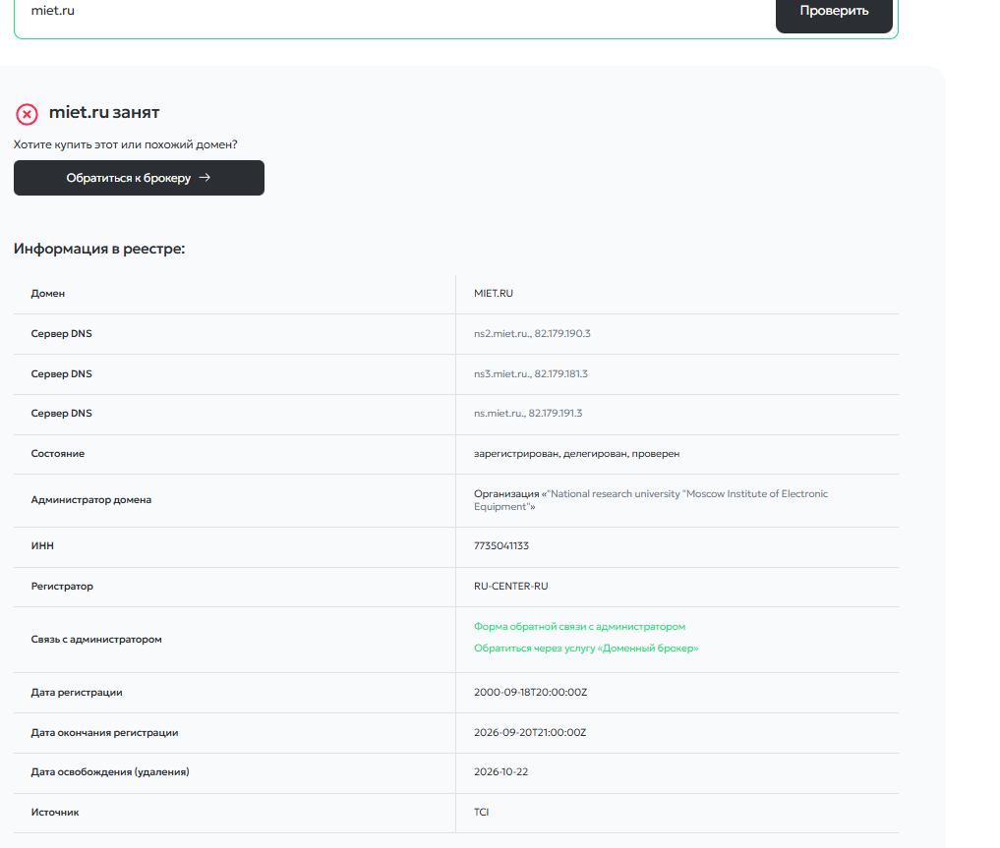 miet.ru
Проверить
miet.ru занят
Хотите купить этот или похожий домен?
Обратиться к брокеру →
Информация в реестре:
Домен MIET.RU
Сервер DNS ns2.miet.ru., 82.179.190.3
Сервер DNS ns3.miet.ru., 82.179.181.3
Сервер DNS ns.miet.ru., 82.179.191.3
Состояние зарегистрирован, делегирован, проверен
Администратор домена Организация «"National research university "Moscow Institute of Electronic
Equipment"»
ИНН 7735041133
Регистратор RU-CENTER-RU
Связь с администратором Форма обратной связи с администратором
Обратиться через услугу «Доменный брокер»
Дата регистрации 2000-09-18T20:00:00Z
Дата окончания регистрации 2026-09-20T21:00:00Z
Дата освобождения (удаления) 2026-10-22
Источник TCI